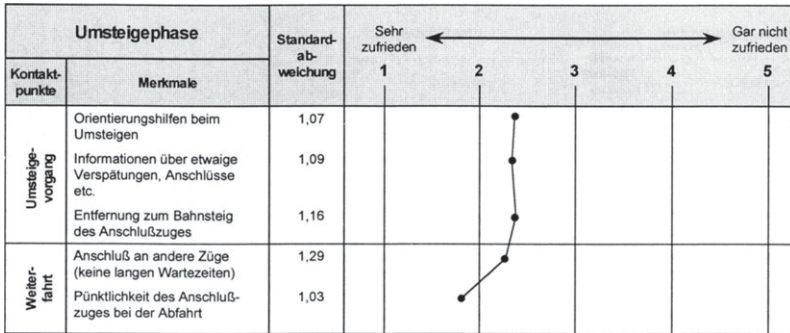 Umsteigephase
Standard-
ab-
weichung
Sehr
zufrieden
Gar nicht
zufrieden
1 2 3 4 5
Kontakt-
punkte
Merkmale
Umsteige-
vorgang
Orientierungshilfen beim
Umsteigen
1,07
Informationen über etwaige
Verspätungen, Anschlüsse
etc.
1,09
Entfernung zum Bahnsteig
des Anschlußzuges
1,16
Weiter-
fahrt
Anschluß an andere Züge
(keine langen Wartezeiten)
1,29
Pünktlichkeit des Anschluß-
zuges bei der Abfahrt
1,03